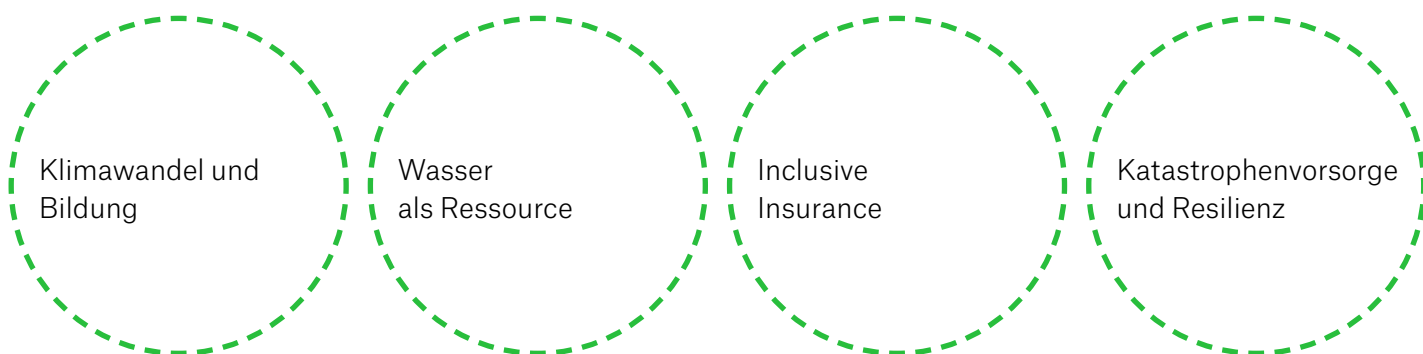 Klimawandel und
Bildung
Wasser
als Ressource
Inclusive
Insurance
Katastrophenvorsorge
und Resilienz